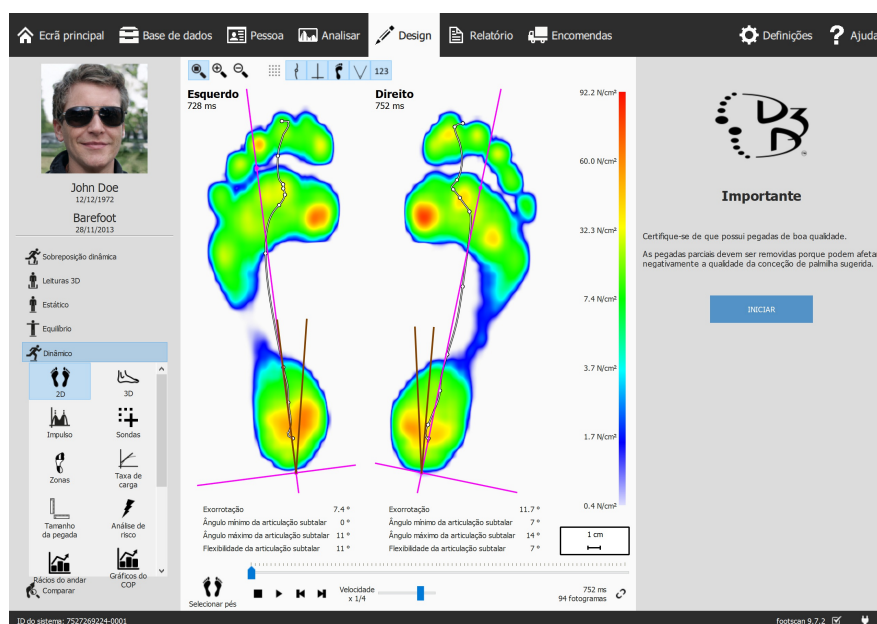 Ecrã principal
Base de dados
Pessoa
Analisar
Design
Relatório
Encomendas
Definições
Ajuda
John Doe
12/12/1972
Barefoot
28/11/2013
Sobreposição dinâmica
Leituras 3D
Estático
Equilíbrio
Dinâmico
2D
3D
Impulso
Sondas
Zonas
Taxa de
carga
Tamanho
da pegada
Análise de
risco
Rácios do andar
Gráficos do
COP
Comparar
123
Esquerdo
728 ms
Direito
752 ms
92.2 N/cm²
60.0 N/cm²
32.3 N/cm²
7.4 N/cm²
3.7 N/cm²
1.7 N/cm²
0.4 N/cm²
Exorrotação 7.4 °
Ângulo mínimo da articulação subtalar 0 °
Ângulo máximo da articulação subtalar 11 °
Flexibilidade da articulação subtalar 11 °
Exorrotação 11.7 °
Ângulo mínimo da articulação subtalar 7 °
Ângulo máximo da articulação subtalar 14 °
Flexibilidade da articulação subtalar 7 °
1 cm
Selecionar pés
Velocidade
x 1/4
752 ms
94 fotogramas
D3D
Importante
Certifique-se de que possui pegadas de boa qualidade.
As pegadas parciais devem ser removidas porque podem afeta
negativamente a qualidade da conceção de palmilha sugerida.
INICIAR
ID do sistema: 7527269224-0001
footscan 9.7.2